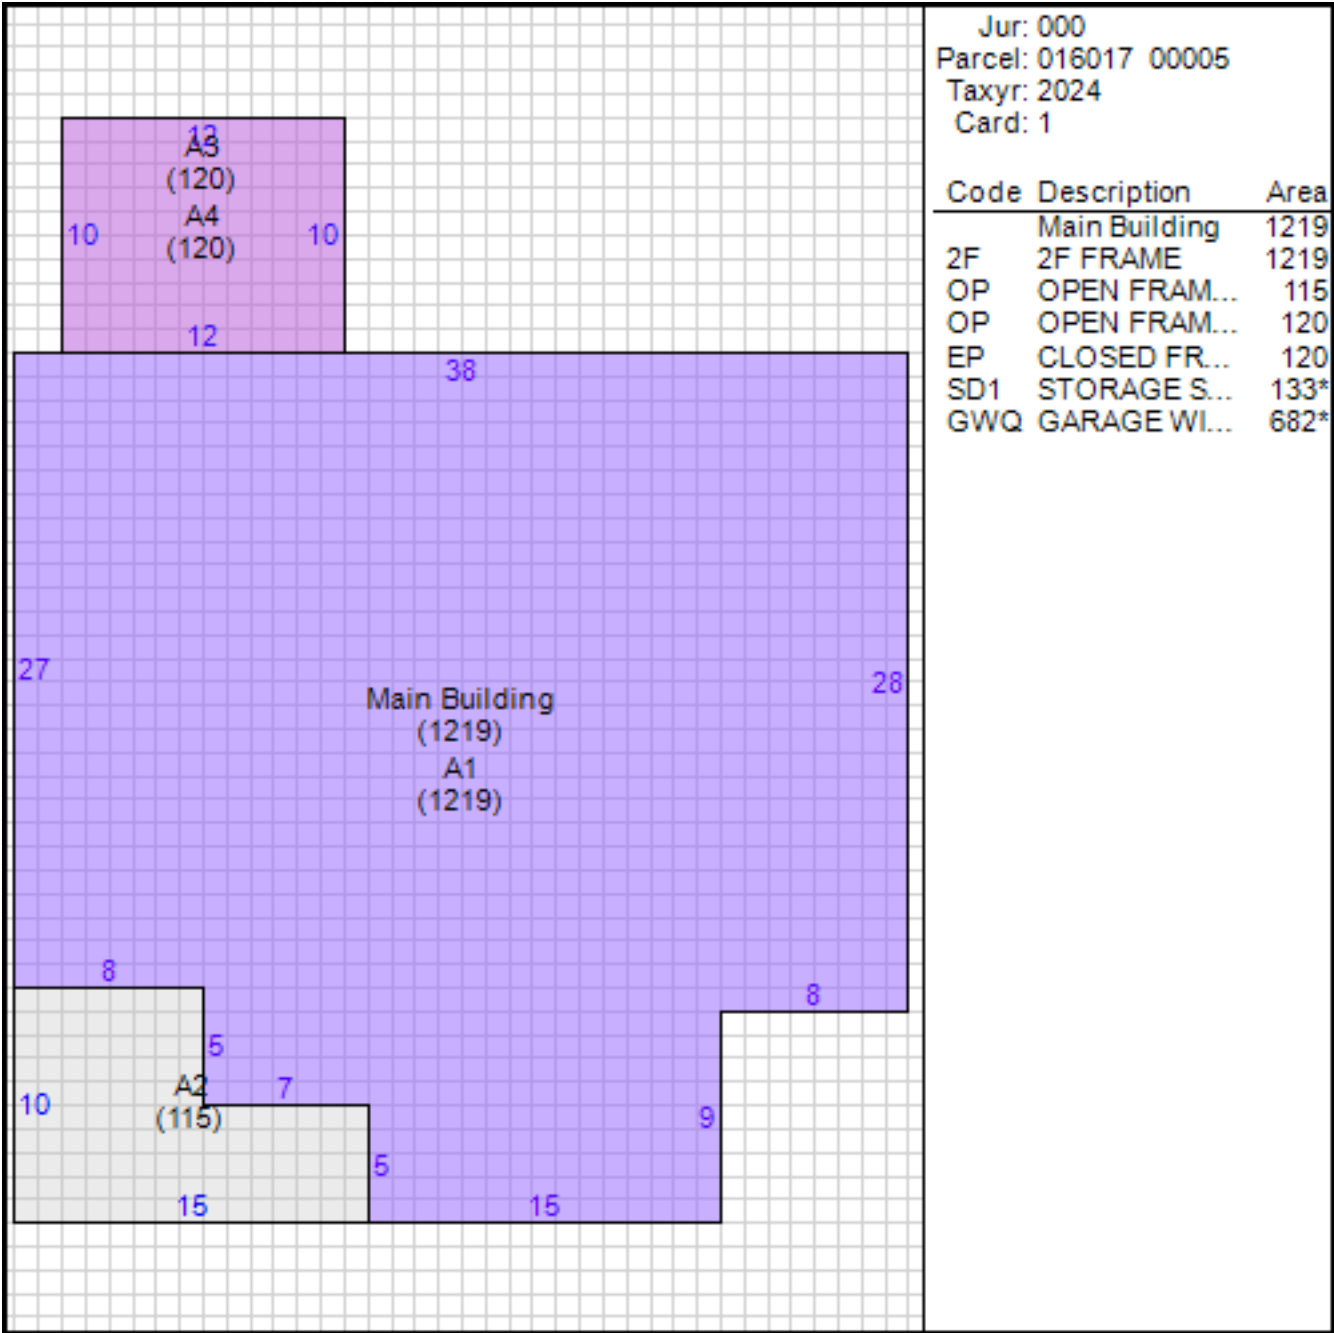 Jur: 000
Parcel: 016017 00005
Taxyr: 2024
Card: 1
Code Description Area
Main Building 1219
2F 2F FRAME 1219
OP OPEN FRAM... 115
OP OPEN FRAM... 120
EP CLOSED FR... 120
SD1 STORAGE S... 133*
GWQ GARAGE WI... 682*
12
A3
(120)
A4
(120)
10 10
12
38
27
28
Main Building
(1219)
A1
(1219)
8
8
5
7
A2
(115)
10
9
5
15
15